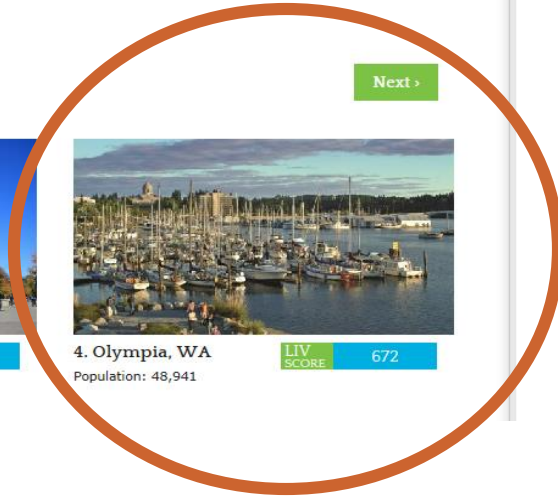 Next ›
4. Olympia, WA
LIV SCORE 672
Population: 48,941